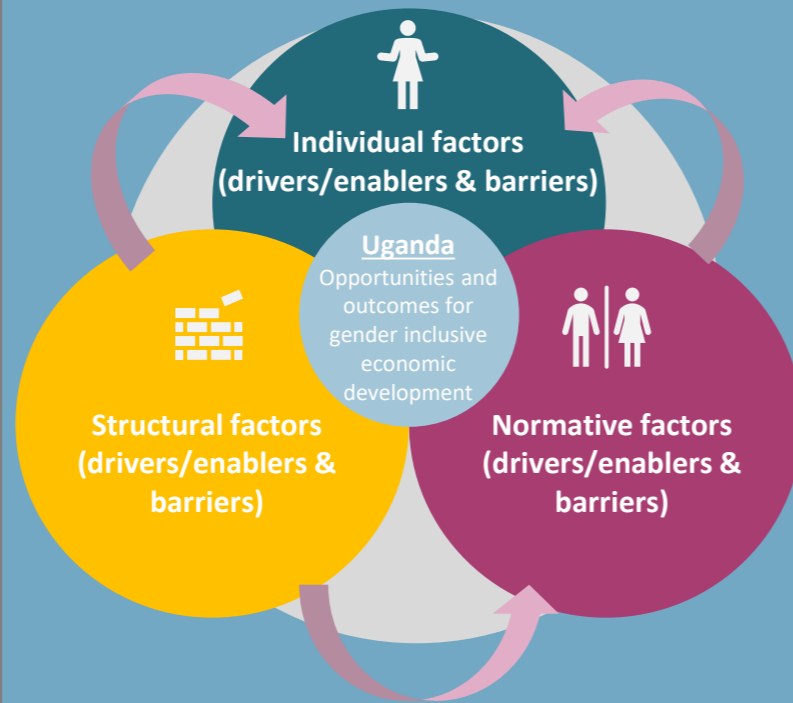 Individual factors
(drivers/enablers & barriers)
Uganda
Opportunities and
outcomes for
gender inclusive
economic
development
Structural factors
(drivers/enablers &
barriers)
Normative factors
(drivers/enablers &
barriers)